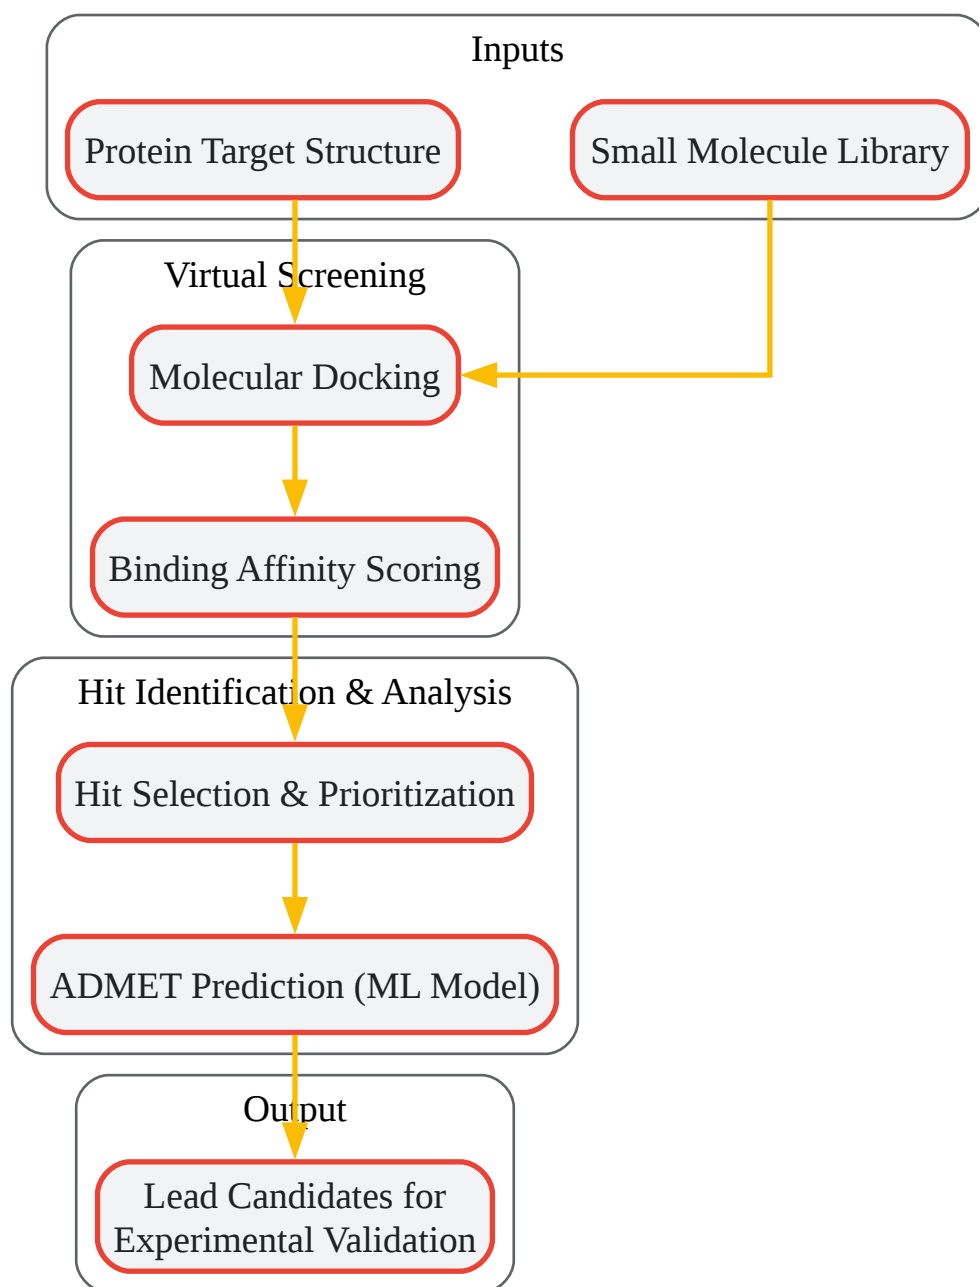 Inputs
Protein Target Structure
Small Molecule Library
Virtual Screening
Molecular Docking
Binding Affinity Scoring
Hit Identification & Analysis
Hit Selection & Prioritization
ADMET Prediction (ML Model)
Output
Lead Candidates for
Experimental Validation